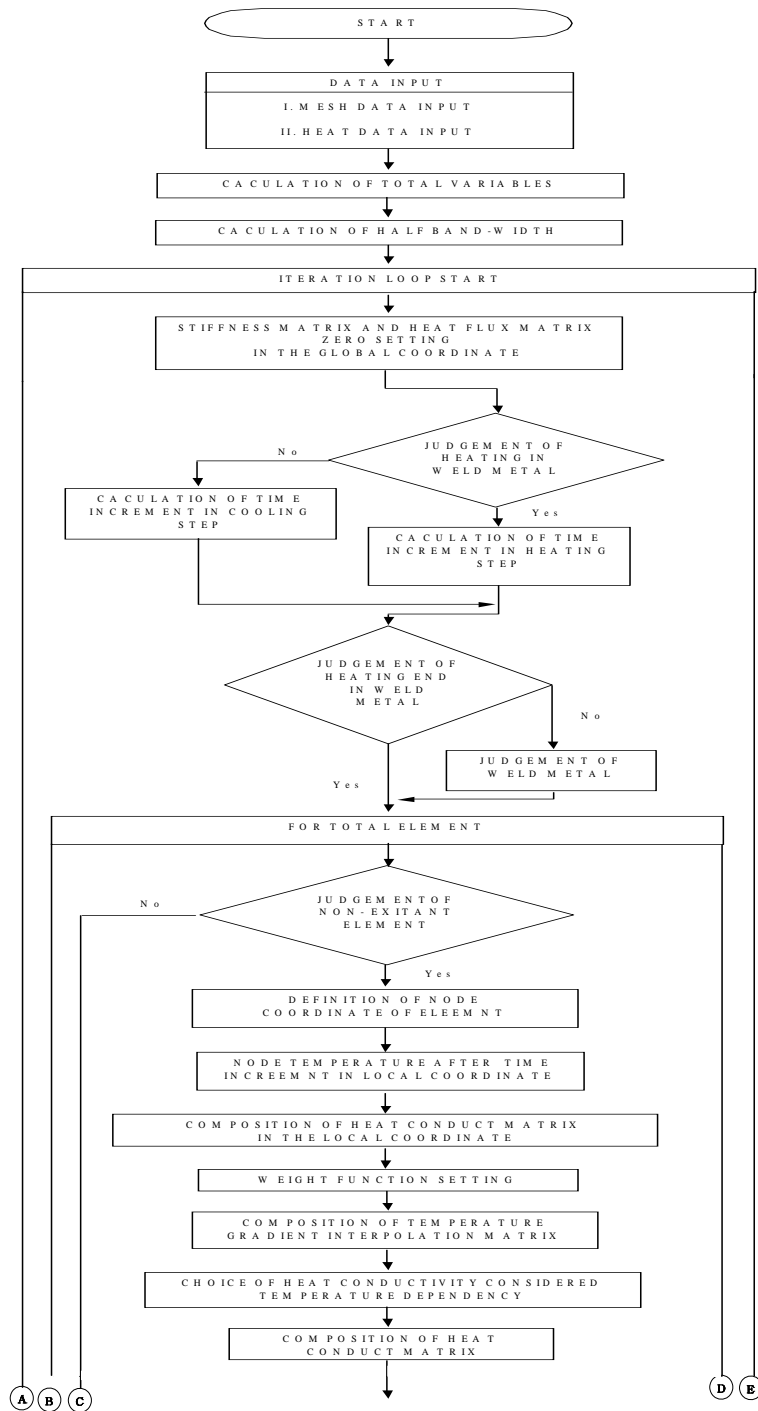 START
DATA INPUT
I. MESH DATA INPUT
II. HEAT DATA INPUT
CACULATION OF TOTAL VARIABLES
CACULATION OF HALF BAND-WIDTH
ITERATION LOOP START
STIFFNESS MATRIX AND HEAT FLUX MATRIX
ZERO SETTING
IN THE GLOBAL COORDINATE
JUDGEMENT OF
HEATING IN
WELD METAL
No
CACULATION OF TIME
INCREMENT IN COOLING
STEP
Yes
CACULATION OF TIME
INCREMENT IN HEATING
STEP
JUDGEMENT OF
HEATING END
IN WELD
METAL
No
JUDGEMENT OF
WELD METAL
Yes
FOR TOTAL ELEMENT
No
JUDGEMENTOF
NON-EXITANT
ELEMENT
Yes
DEFINITION OF NODE
COORDINATE OF ELEEMNT
NODE TEMPERATURE AFTER TIME
INCREEMNT IN LOCAL COORDINATE
COMPOSITION OF HEAT CONDUCT MATRIX
IN THE LOCAL COORDINATE
WEIGHT FUNCTION SETTING
COMPOSITION OF TEMPERATURE
GRADIENT INTERPOLATION MATRIX
CHOICE OF HEAT CONDUCTIVITY CONSIDERED
TEMPERATURE DEPENDENCY
COMPOSITION OF HEAT
CONDUCT MATRIX
A B C D E